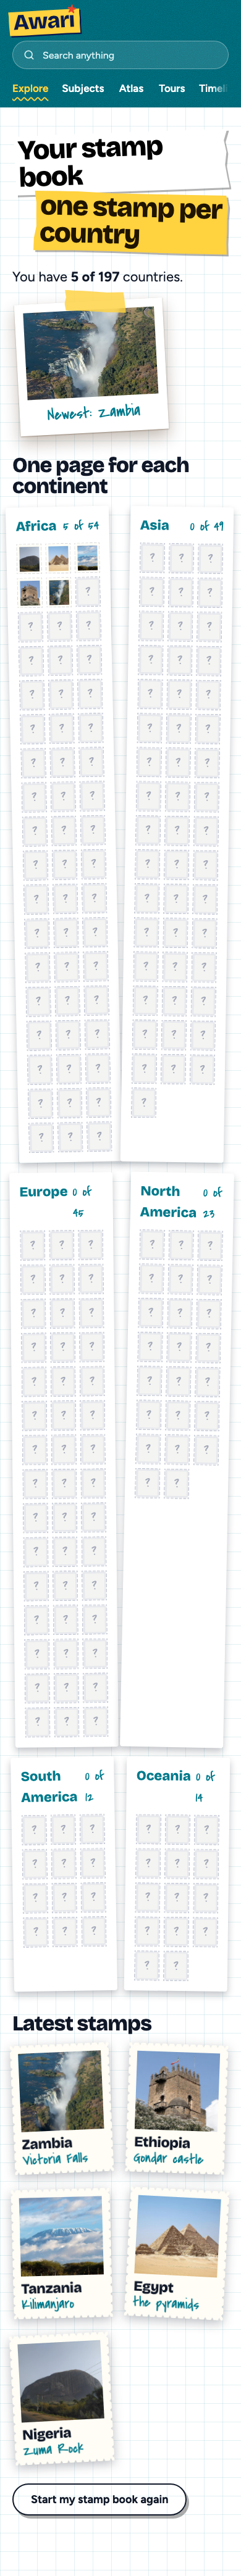 Awari
Search anything
Explore Subjects Atlas Tours
Your stamp
book
one stamp per
country
You have 5 of 197 countries.
Newest: Zambia
One page for each
continent
Africa 5 of 54
Asia 0 of 49
Europe 0 of
45
North
America
0 of
23
South
America
0 of
12
Oceania 0 of
14
Latest stamps
Zambia
Victoria Falls
Ethiopia
Gondar castle
Tanzania
Kilimanjaro
Egypt
the pyramids
Nigeria
Zuma Rock
Start my stamp book again